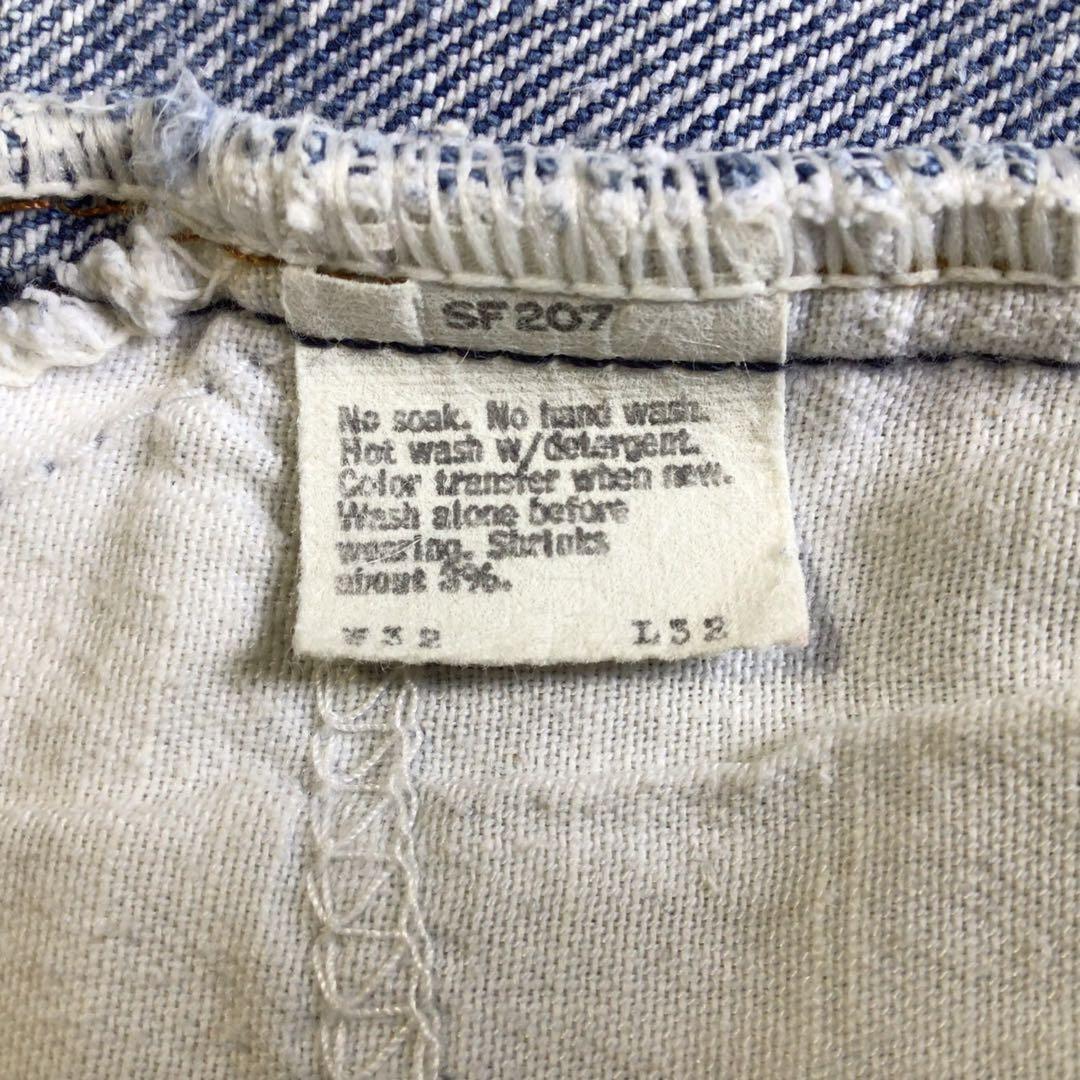 SF207
No soak. No hand wash.
Hot wash w/detergent.
Color transfer when new.
Wash alone before
wearing. Shrinks
about 3%.
W32 L32